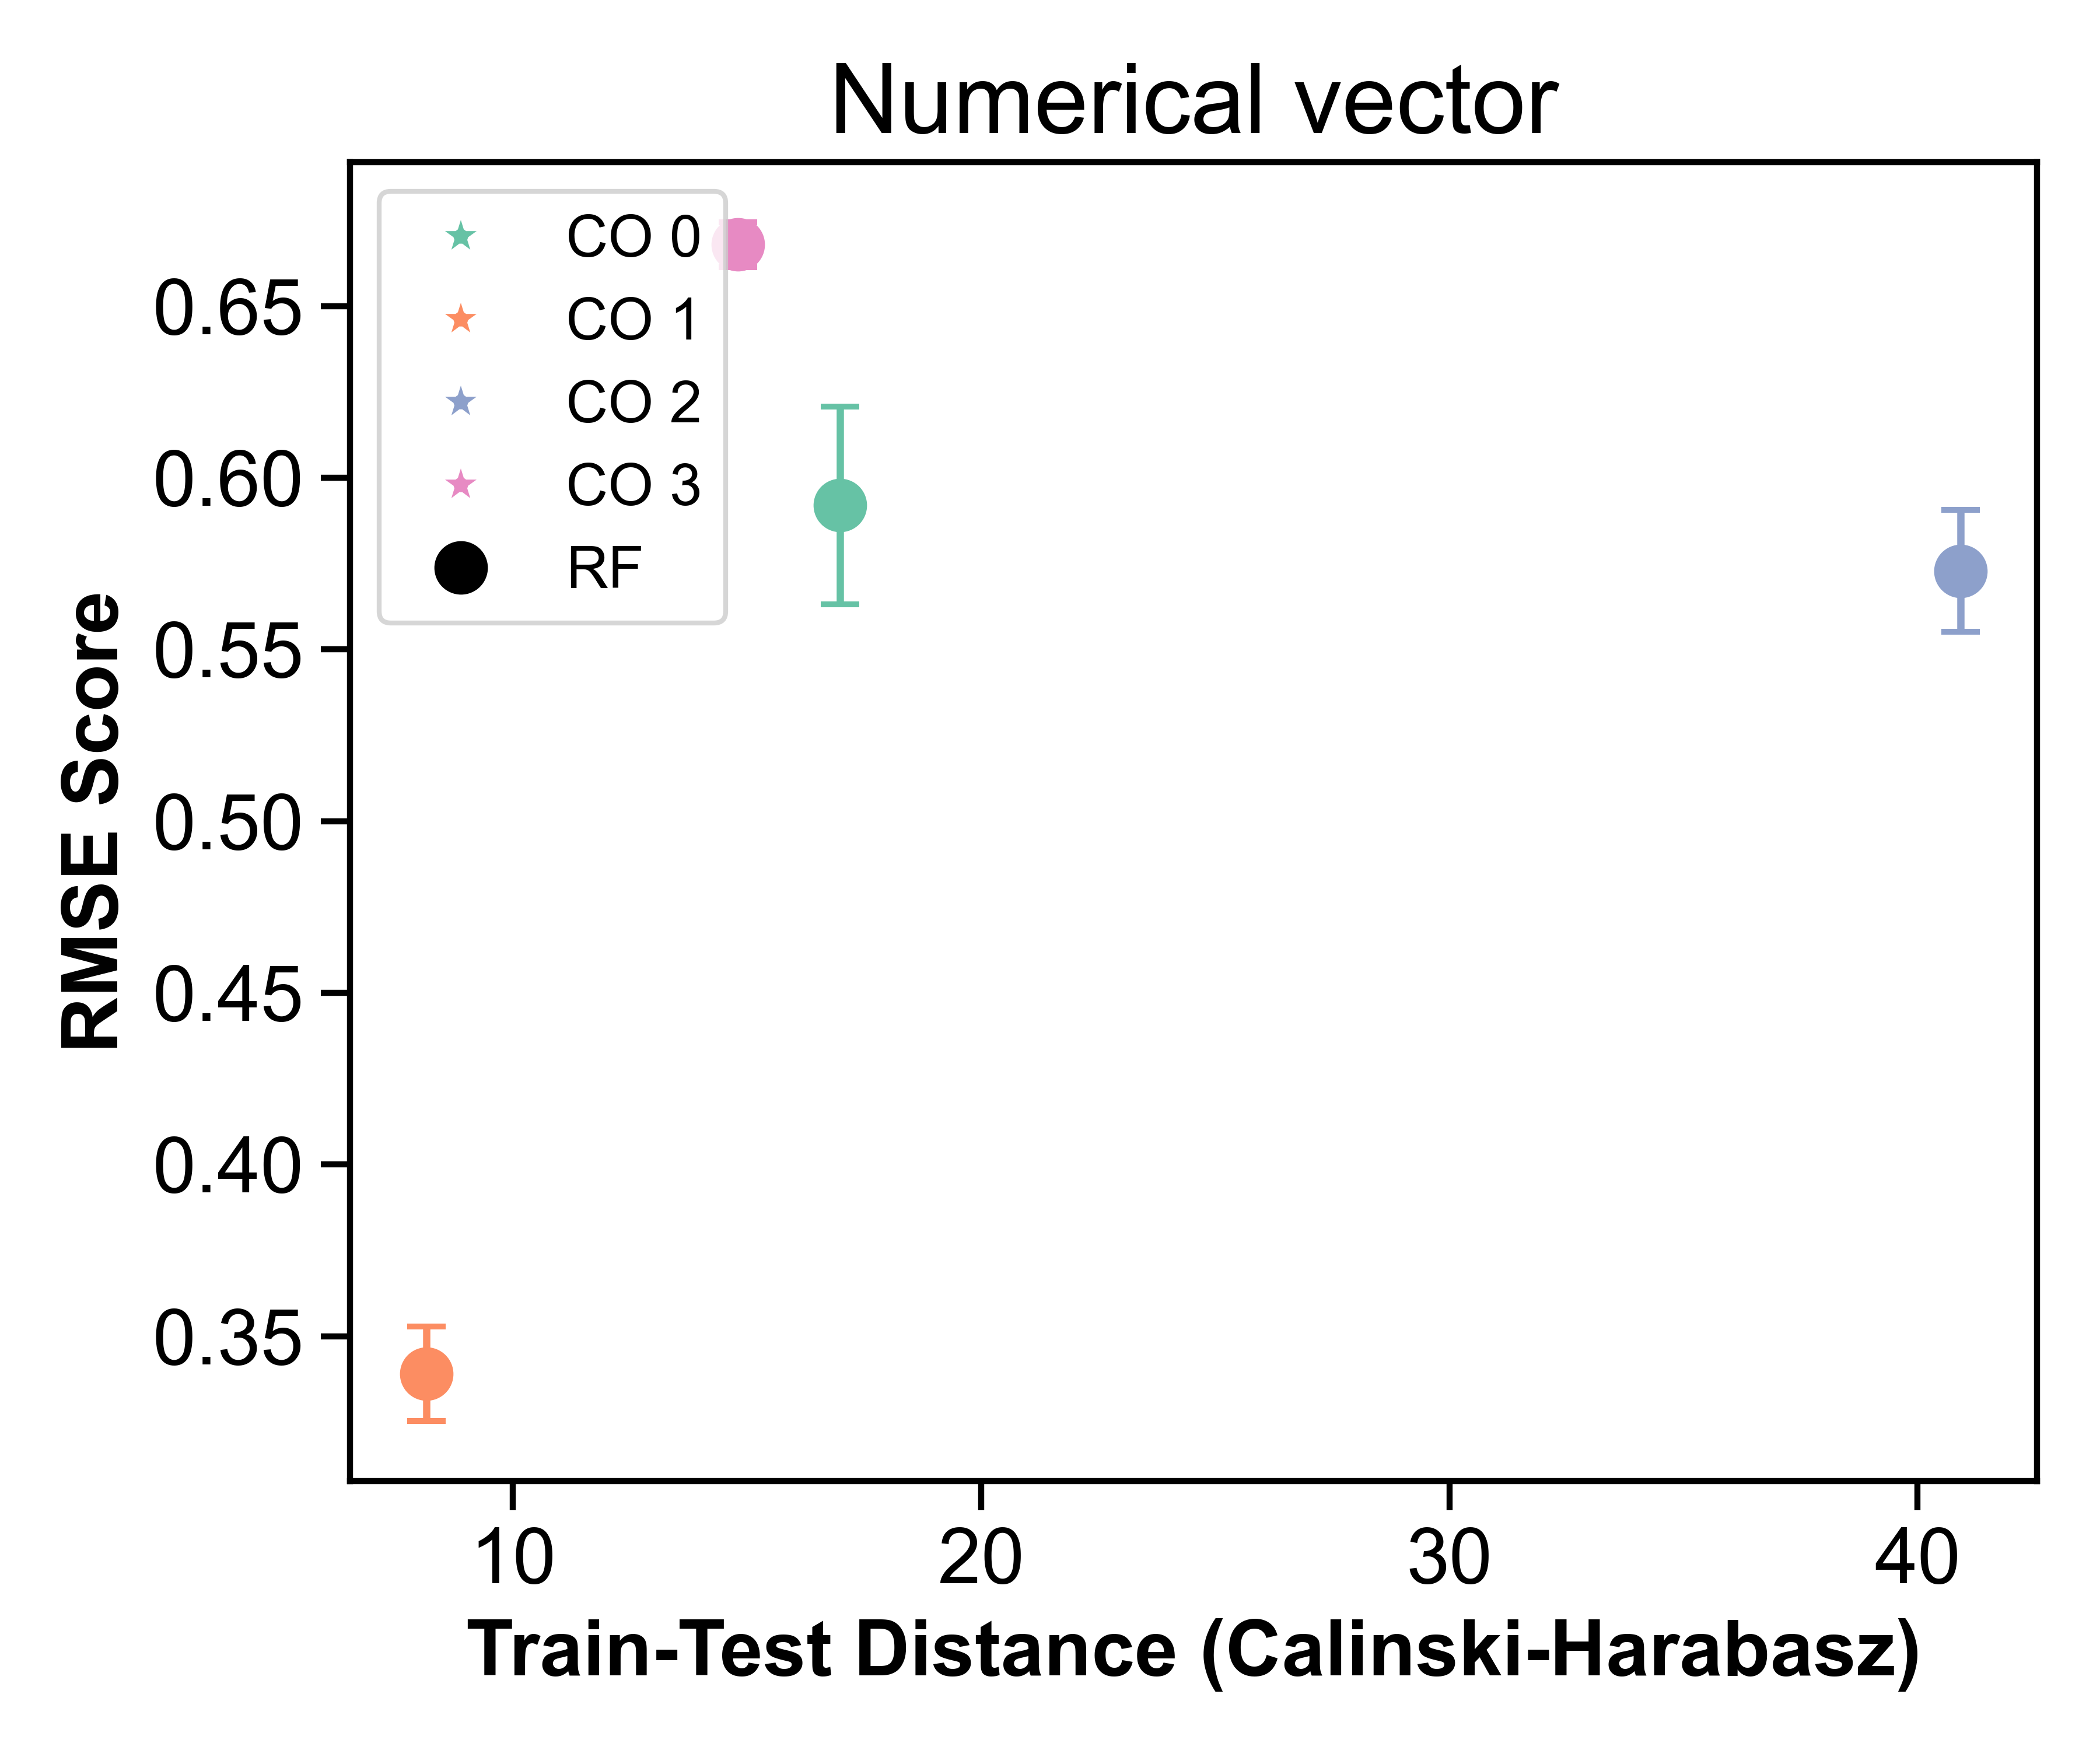 Numerical vector
CO 0
CO 1
CO 2
CO 3
RF
0.65
0.60
0.55
0.50
0.45
0.40
0.35
RMSE Score
10 20 30 40
Train-Test Distance (Calinski-Harabasz)